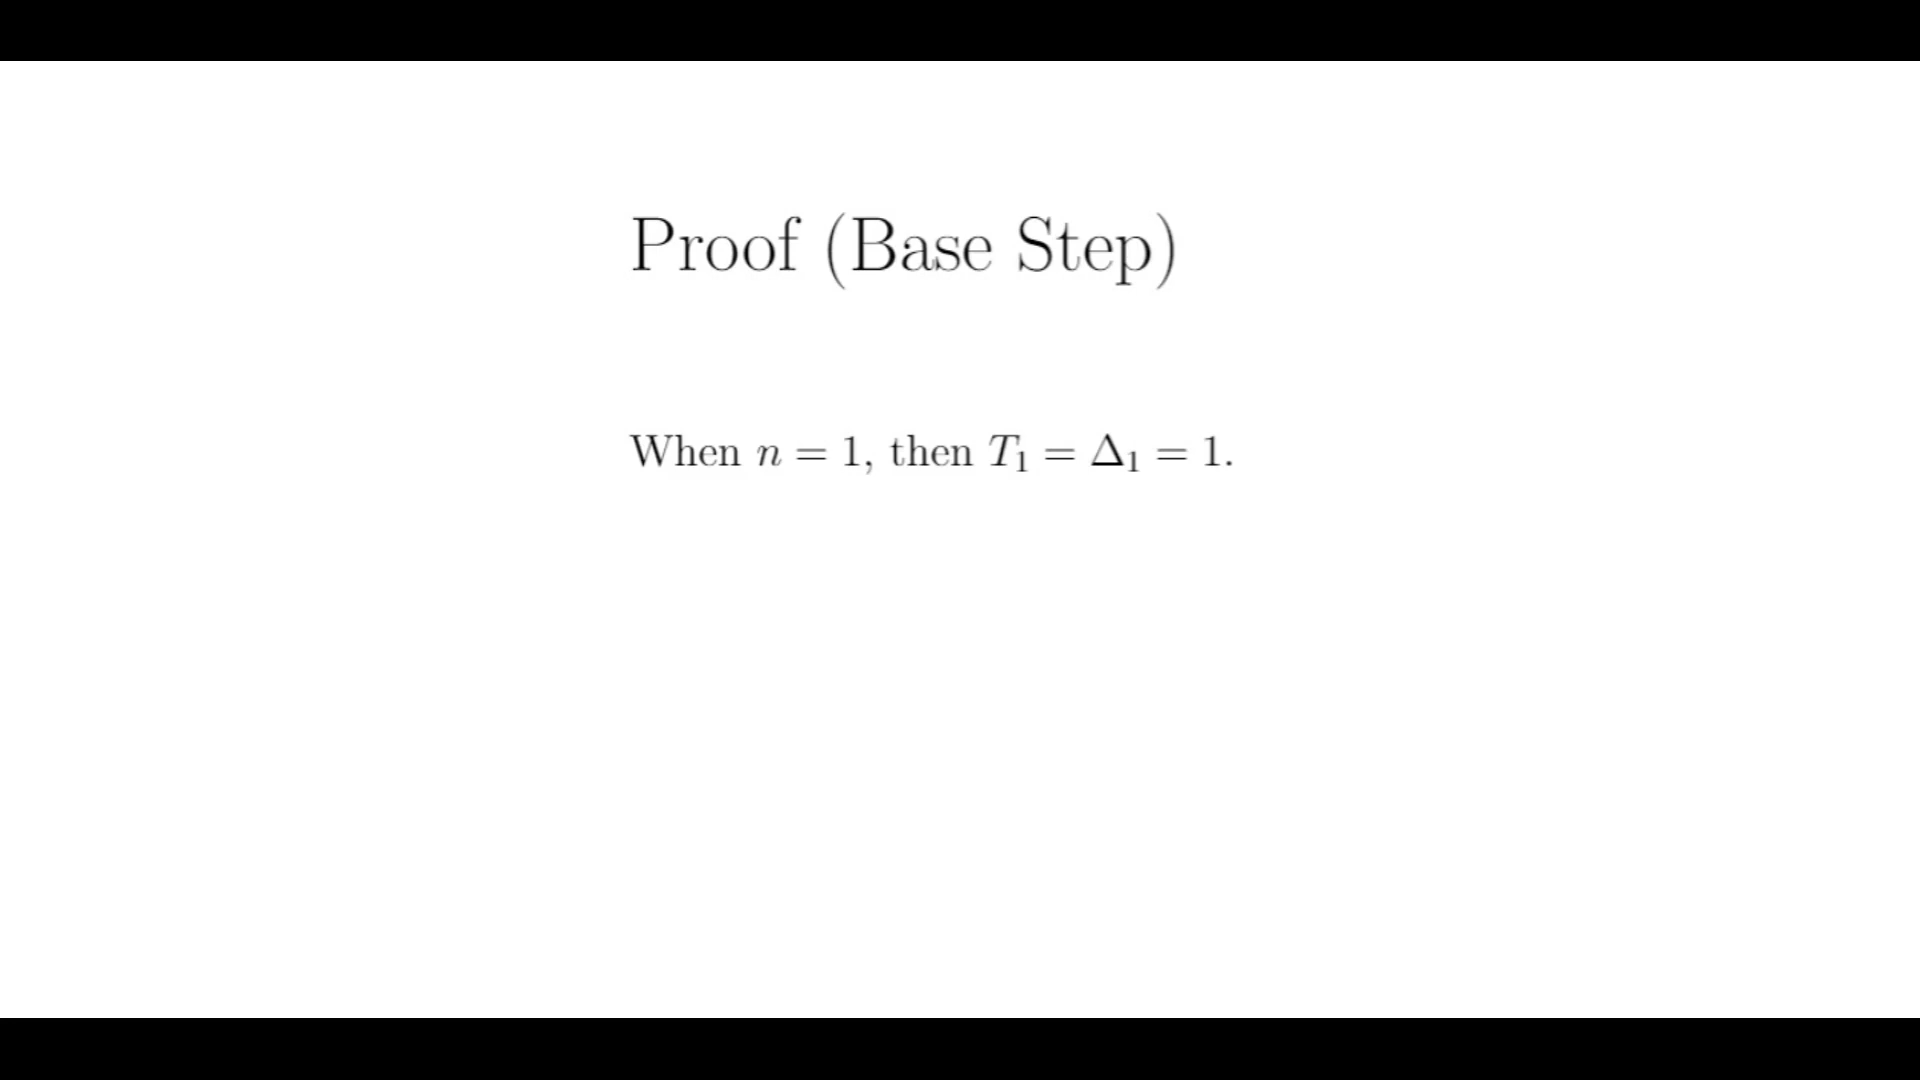 Proof (Base Step)
When n = 1, then T₁ = Δ₁ = 1.